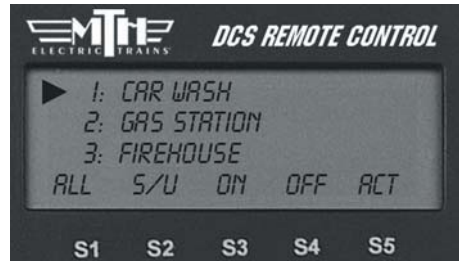 MTH DCS REMOTE CONTROL
ELECTRIC TRAINS
1: CAR WASH
2: GAS STATION
3: FIREHOUSE
ALL S/U ON OFF ACT
S1 S2 S3 S4 S5